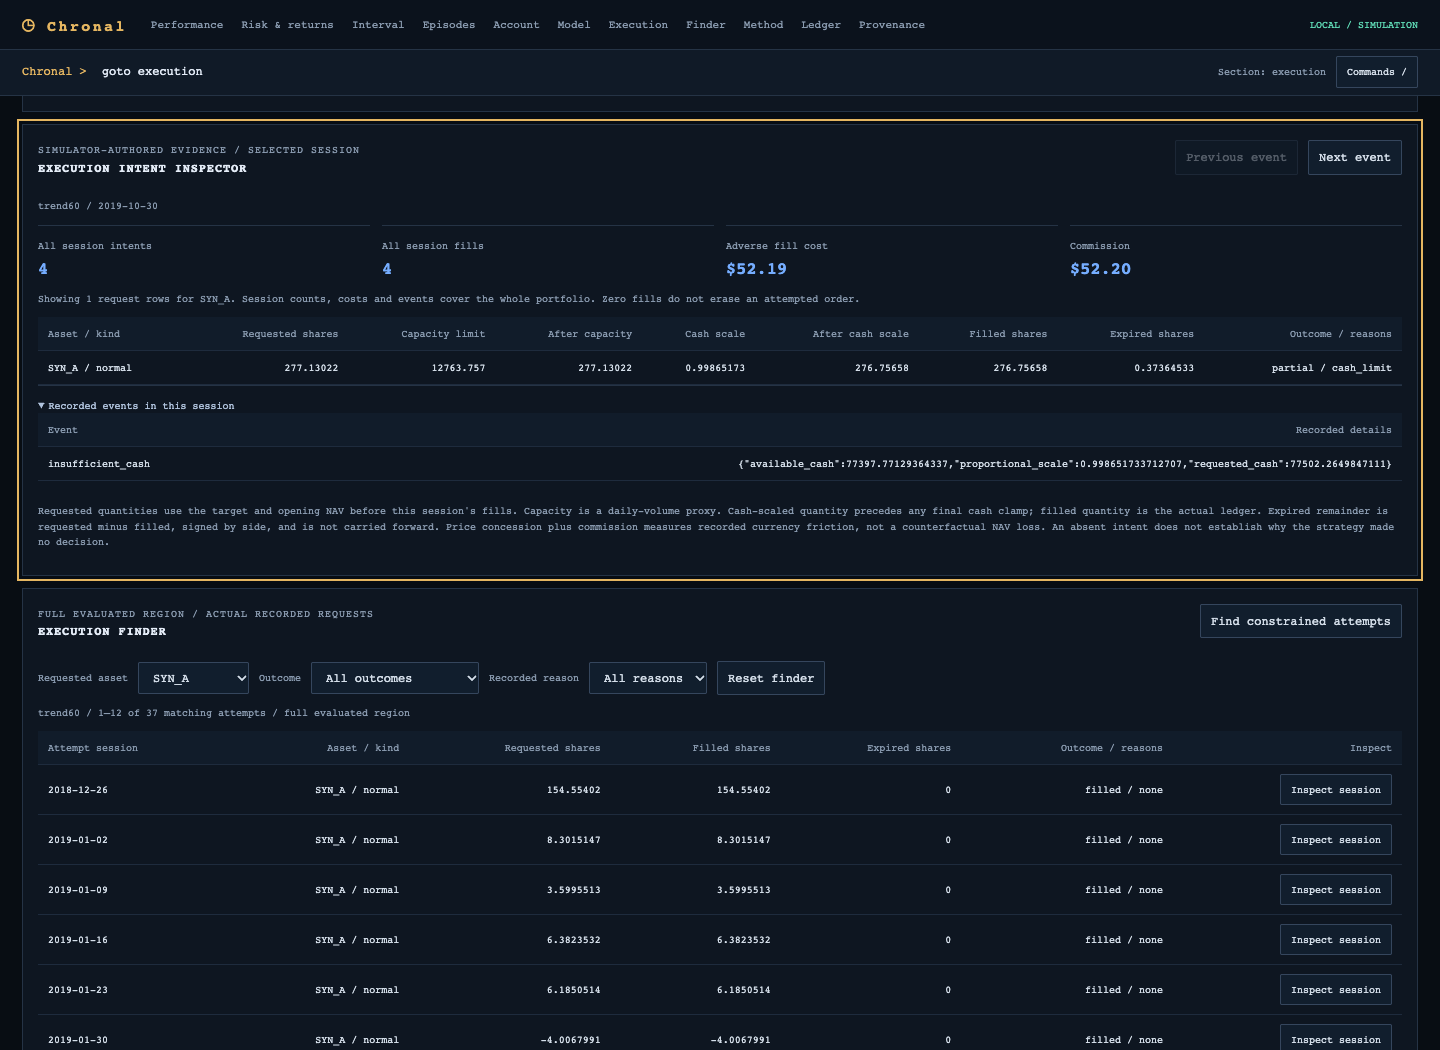 Chronal Performance Risk & returns Interval Episodes Account Model Execution Finder Method Ledger Provenance LOCAL / SIMULATION
Chronal > goto execution Section: execution Commands /
SIMULATOR-AUTHORED EVIDENCE / SELECTED SESSION
EXECUTION INTENT INSPECTOR
Previous event Next event
trend60 / 2019-10-30
All session intents All session fills Adverse fill cost Commission
4 4 $52.19 $52.20
Showing 1 request rows for SYN_A. Session counts, costs and events cover the whole portfolio. Zero fills do not erase an attempted order.
Asset / kind Requested shares Capacity limit After capacity Cash scale After cash scale Filled shares Expired shares Outcome / reasons
SYN_A / normal 277.13022 12763.757 277.13022 0.99865173 276.75658 276.75658 0.37364533 partial / cash_limit
▼ Recorded events in this session
Event Recorded details
insufficient_cash {"available_cash":77397.77129364337,"proportional_scale":0.998651733712707,"requested_cash":77502.2649847111}
Requested quantities use the target and opening NAV before this session's fills. Capacity is a daily-volume proxy. Cash-scaled quantity precedes any final cash clamp; filled quantity is the actual ledger. Expired remainder is
requested minus filled, signed by side, and is not carried forward. Price concession plus commission measures recorded currency friction, not a counterfactual NAV loss. An absent intent does not establish why the strategy made
no decision.
FULL EVALUATED REGION / ACTUAL RECORDED REQUESTS
EXECUTION FINDER
Find constrained attempts
Requested asset SYN_A Outcome All outcomes Recorded reason All reasons Reset finder
trend60 / 1–12 of 37 matching attempts / full evaluated region
Attempt session Asset / kind Requested shares Filled shares Expired shares Outcome / reasons Inspect
2018-12-26 SYN_A / normal 154.55402 154.55402 0 filled / none Inspect session
2019-01-02 SYN_A / normal 8.3015147 8.3015147 0 filled / none Inspect session
2019-01-09 SYN_A / normal 3.5995513 3.5995513 0 filled / none Inspect session
2019-01-16 SYN_A / normal 6.3823532 6.3823532 0 filled / none Inspect session
2019-01-23 SYN_A / normal 6.1850514 6.1850514 0 filled / none Inspect session
2019-01-30 SYN_A / normal -4.0067991 -4.0067991 0 filled / none Inspect session